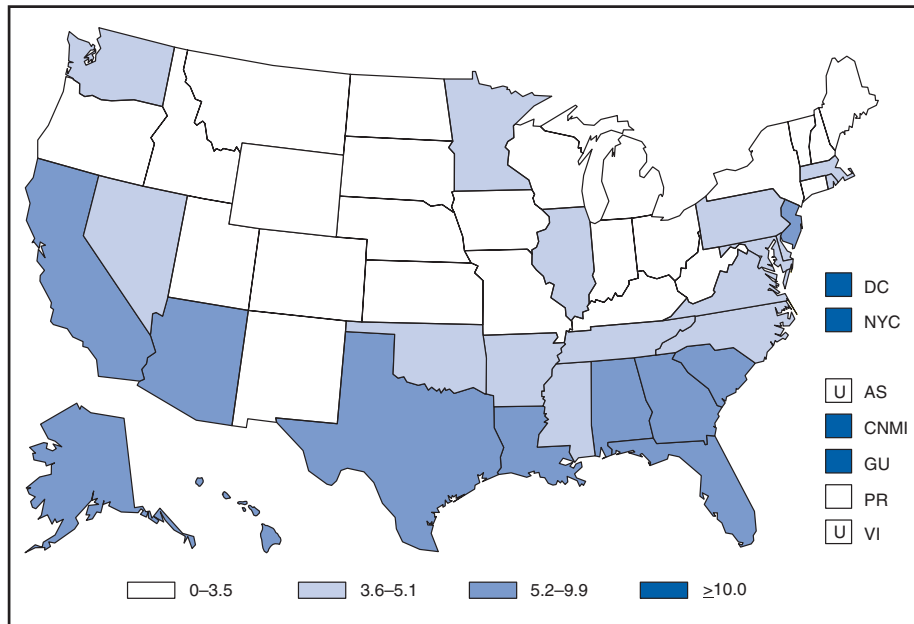 DC
NYC
U AS
CNMI
GU
PR
U VI
0–3.5 3.6–5.1 5.2–9.9 ≥10.0